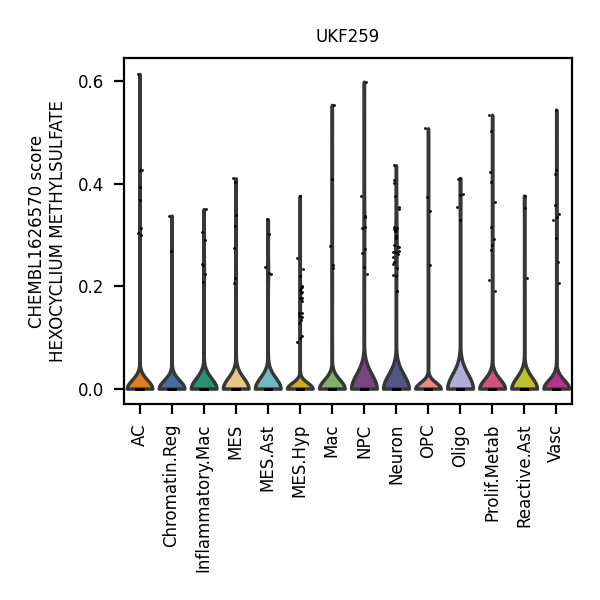 UKF259
CHEMBL1626570 score
HEXOCYCLIUM METHYLSULFATE
0.6
0.4
0.2
0.0
AC
Chromatin.Reg
Inflammatory.Mac
MES
MES.Ast
MES.Hyp
Mac
NPC
Neuron
OPC
Oligo
Prolif.Metab
Reactive.Ast
Vasc